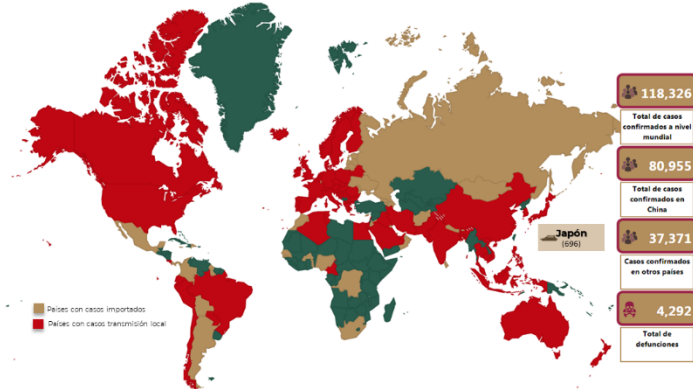 118,326
Total de casos
confirmados a nivel
mundial
80,955
Total de casos
confirmados en
China
Japón
(696)
37,371
Casos confirmados
en otros países
4,292
Total de
defunciones
Países con casos importados
Países con casos transmisión local